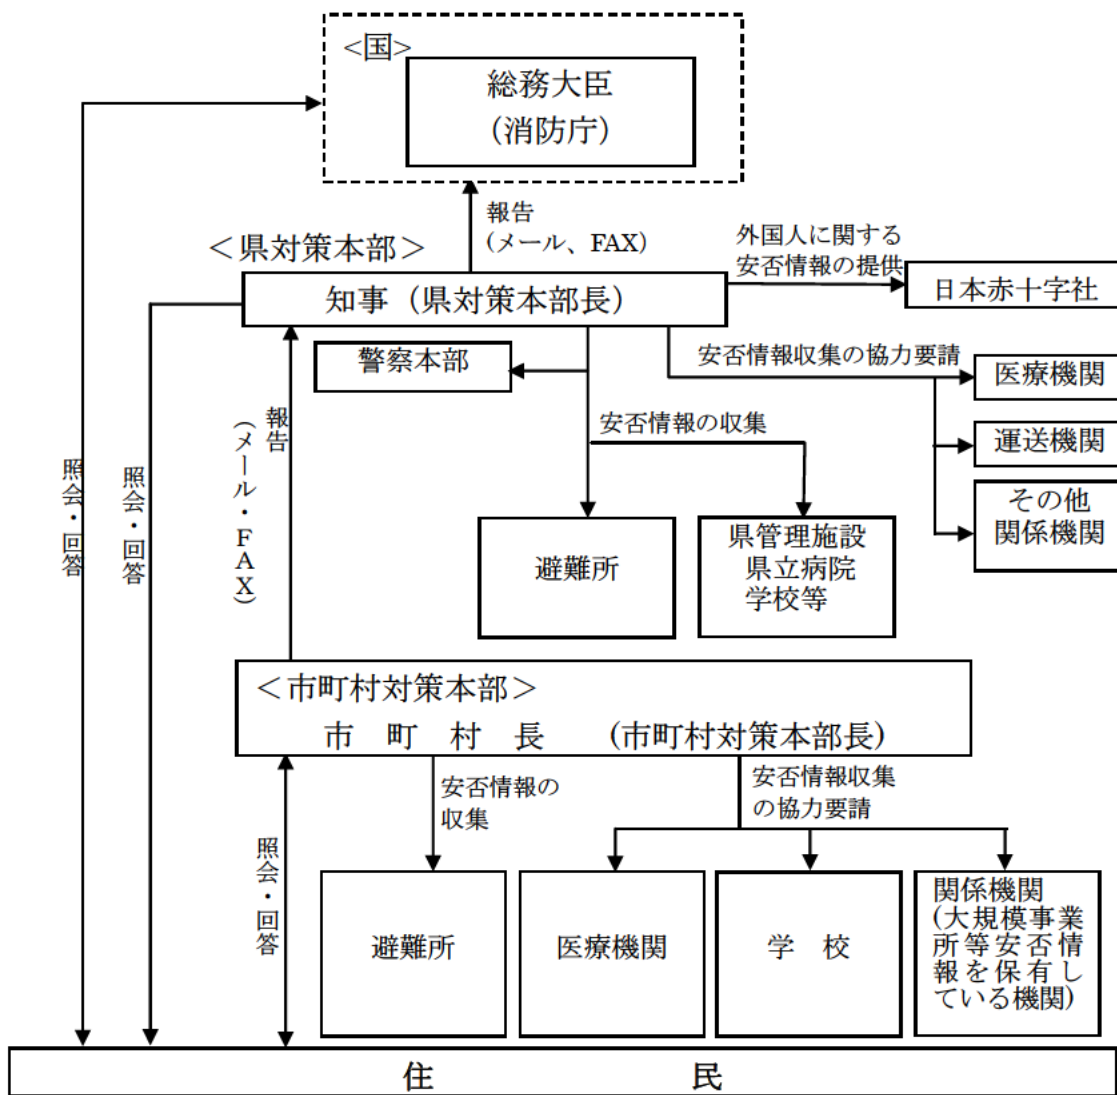 <国>
総務大臣
(消防庁)
報告
(メール、FAX)
<県対策本部>
外国人に関する
安否情報の提供
知事（県対策本部長）
日本赤十字社
警察本部
安否情報収集の協力要請
医療機関
運送機関
その他
関係機関
安否情報の収集
報告
(メール・FAX)
照会・回答
照会・回答
避難所
県管理施設
県立病院
学校等
<市町村対策本部>
市　町　村　長　　(市町村対策本部長)
安否情報の
収集
安否情報収集
の協力要請
照会・回答
避難所
医療機関
学　校
関係機関
(大規模事業
所等安否情
報を保有し
ている機関)
住　　　　　民